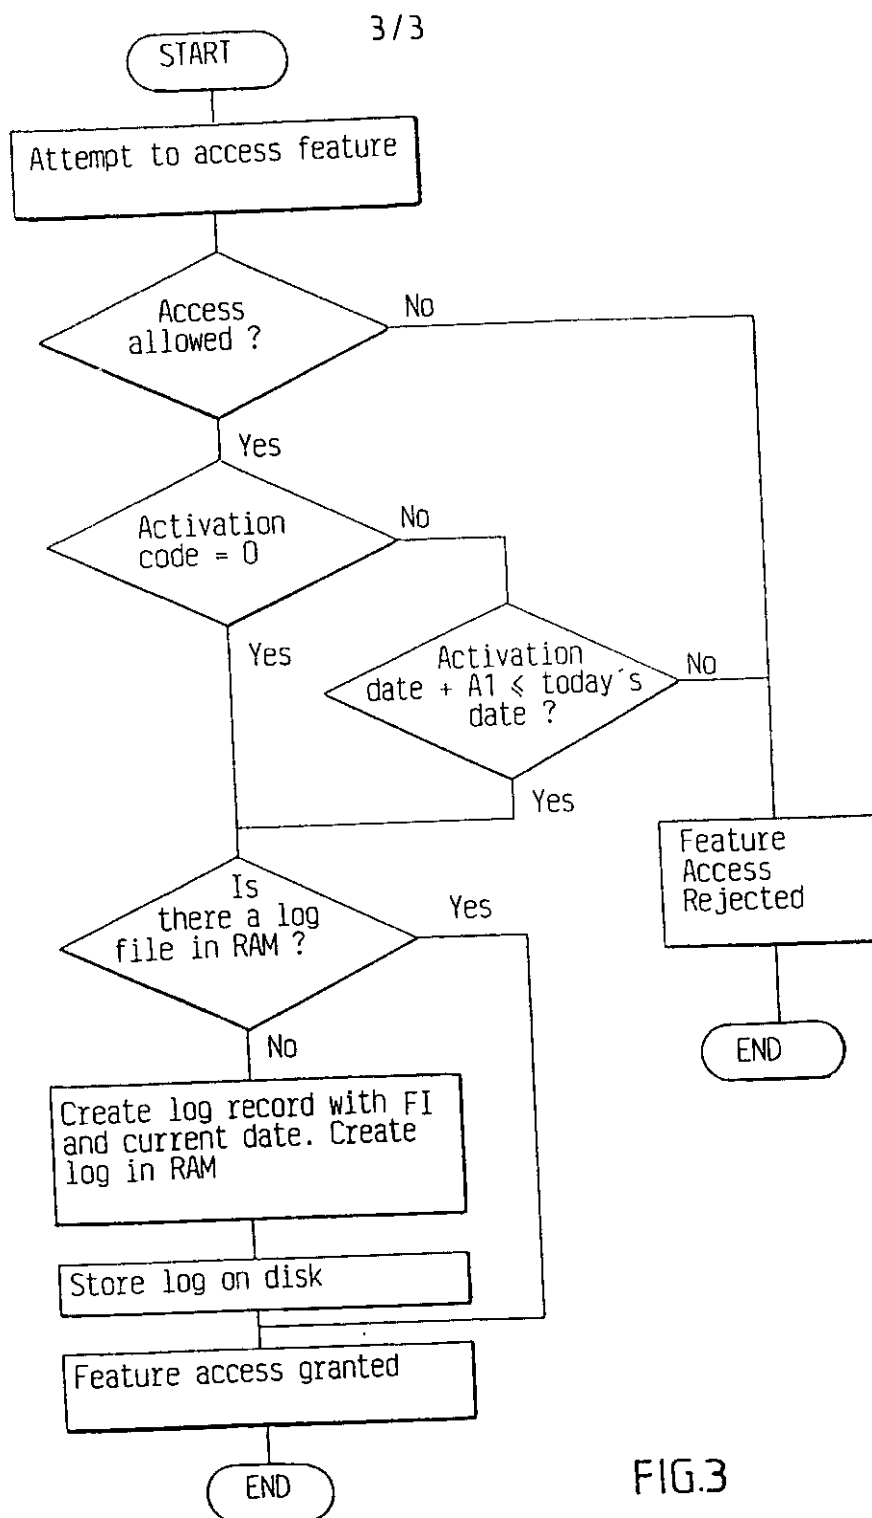 3/3
START
Attempt to access feature
Access
allowed ?
No
Yes
Activation
code = 0
No
Yes
Activation
date + A1 ⩽ today´s
date ?
No
Yes
Feature
Access
Rejected
END
Is
there a log
file in RAM ?
Yes
No
Create log record with FI
and current date. Create
log in RAM
Store log on disk
Feature access granted
END
FIG.3